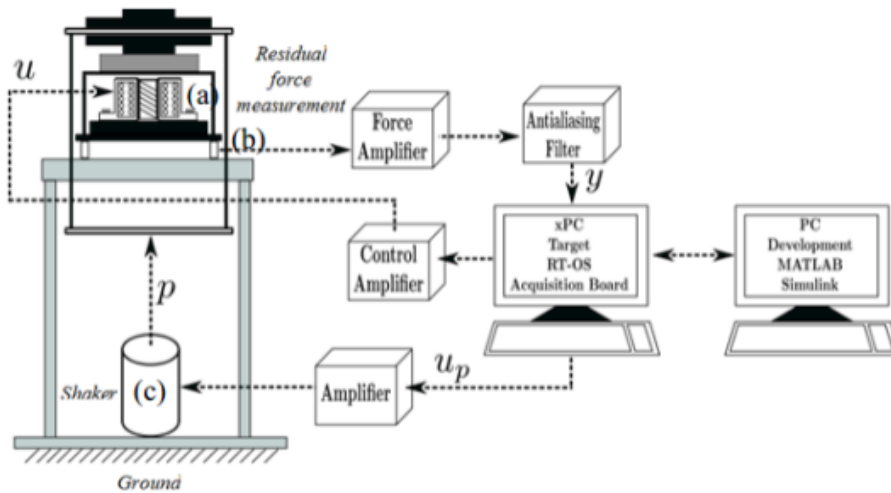 u
(a)
Residual
force
measurement
(b)
Force
Amplifier
Antialiasing
Filter
y
xPC
Target
RT-OS
Acquisition Board
PC
Development
MATLAB
Simulink
Control
Amplifier
p
u_p
Shaker
(c)
Amplifier
Ground